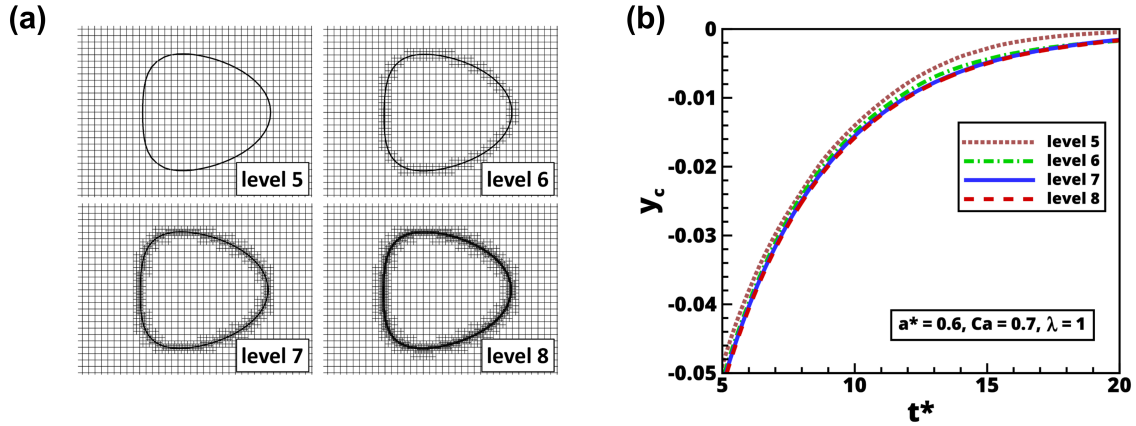 (a)
level 5
level 6
level 7
level 8
(b)
0
-0.01
-0.02
-0.03
-0.04
-0.05
y_c
level 5
level 6
level 7
level 8
a* = 0.6, Ca = 0.7, λ = 1
5
10
15
20
t*